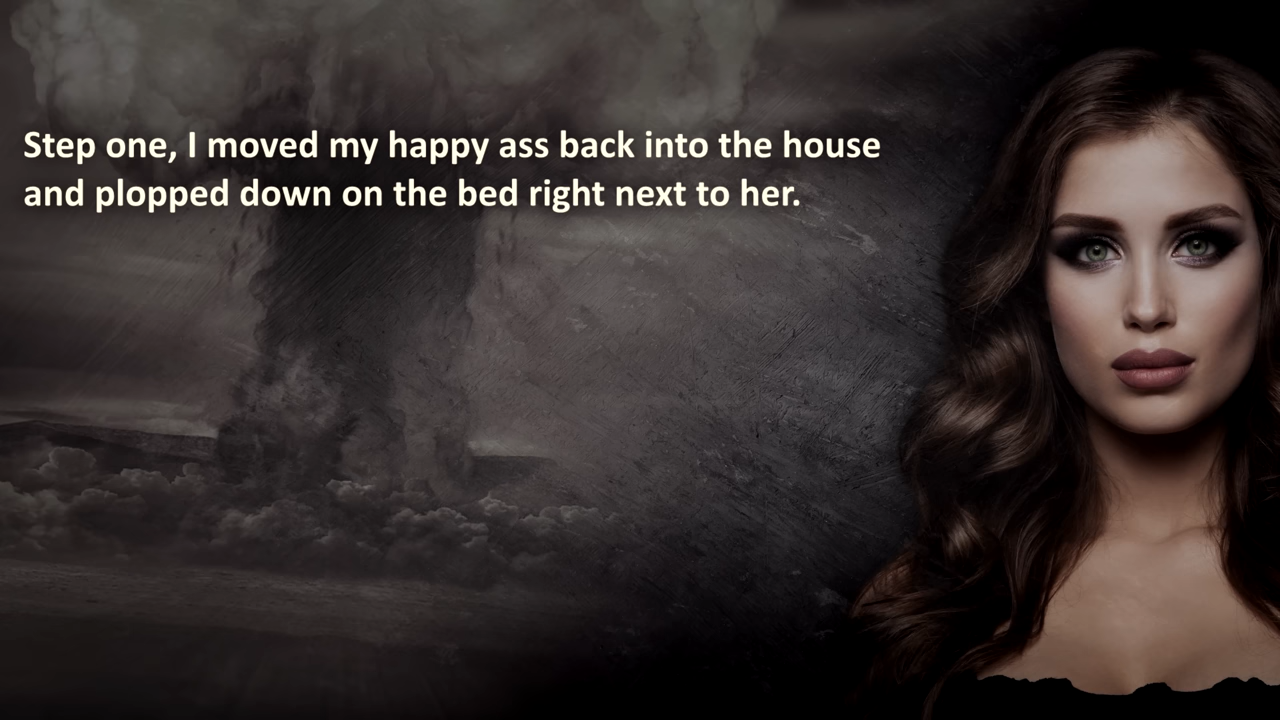 Step one, I moved my happy ass back into the house
and plopped down on the bed right next to her.